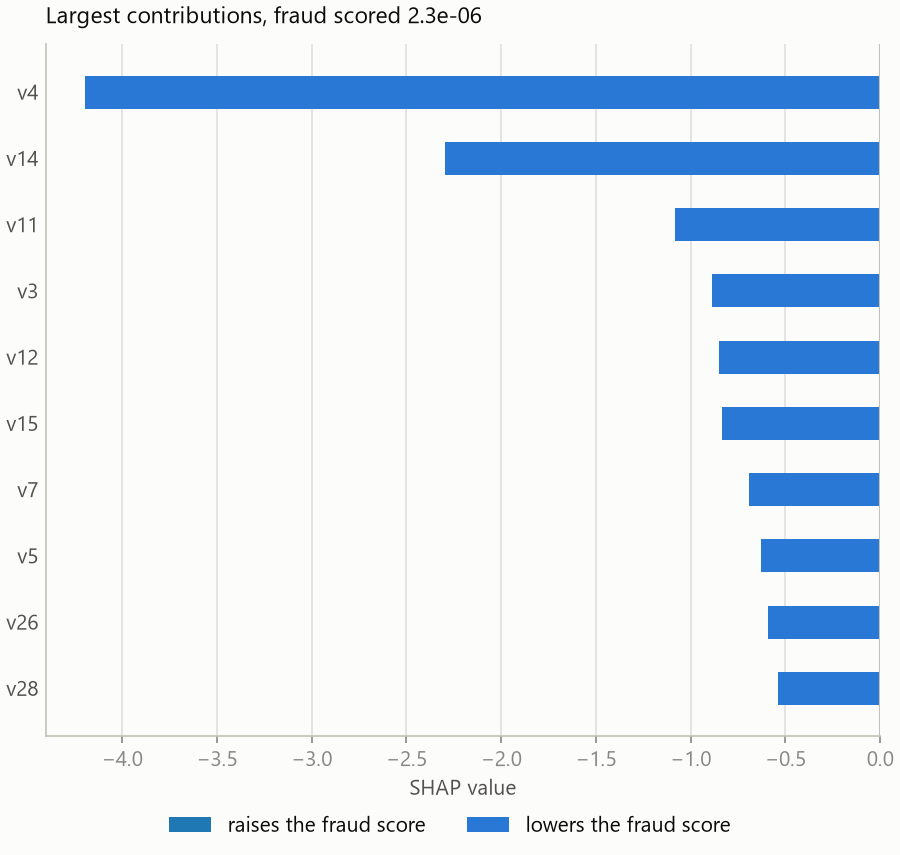 Largest contributions, fraud scored 2.3e-06
v4
v14
v11
v3
v12
v15
v7
v5
v26
v28
−4.0 −3.5 −3.0 −2.5 −2.0 −1.5 −1.0 −0.5 0.0
SHAP value
raises the fraud score lowers the fraud score